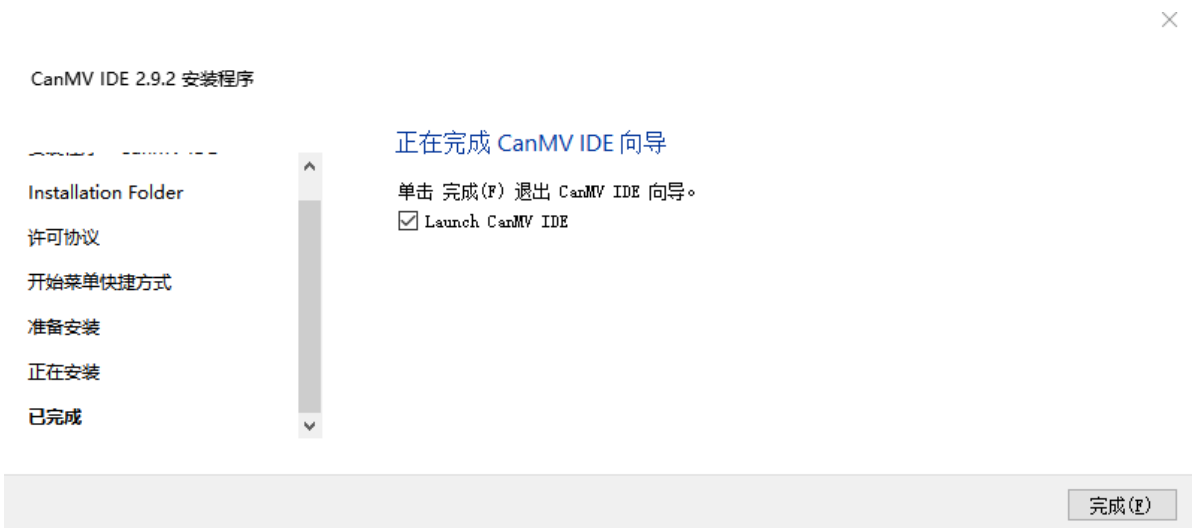 CanMV IDE 2.9.2 安装程序
Installation Folder
许可协议
开始菜单快捷方式
准备安装
正在安装
已完成
正在完成 CanMV IDE 向导
单击 完成(F) 退出 CanMV IDE 向导。
Launch CanMV IDE
完成(F)